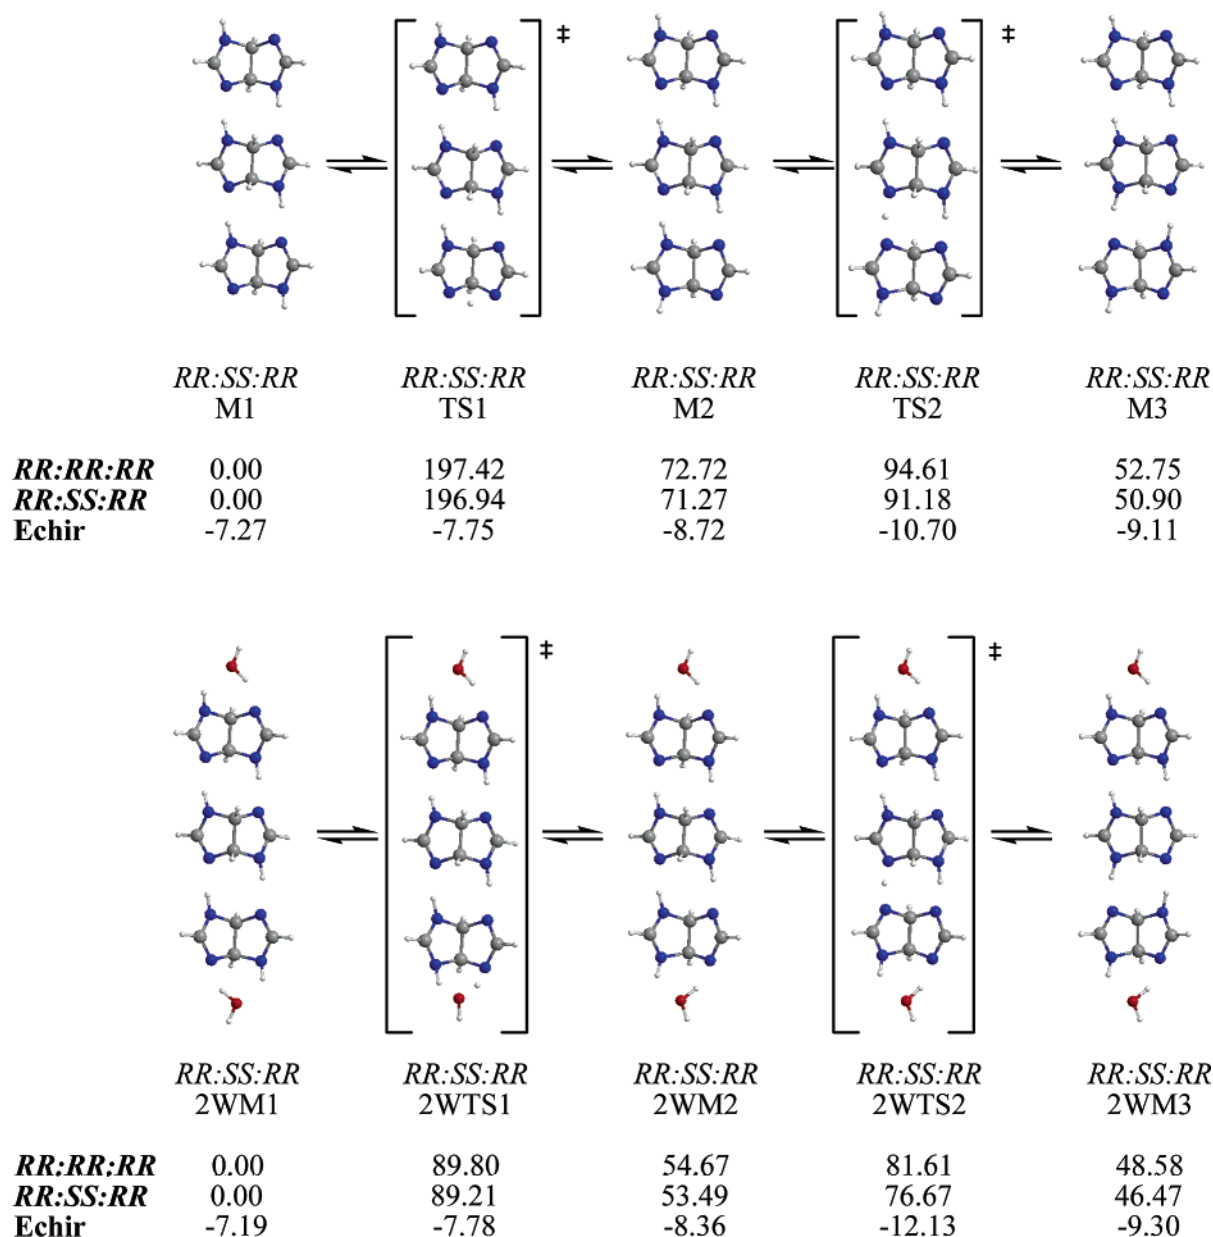 ‡ ‡
RR:SS:RR RR:SS:RR RR:SS:RR RR:SS:RR RR:SS:RR
M1 TS1 M2 TS2 M3
RR:RR:RR 0.00 197.42 72.72 94.61 52.75
RR:SS:RR 0.00 196.94 71.27 91.18 50.90
Echir -7.27 -7.75 -8.72 -10.70 -9.11
‡ ‡
RR:SS:RR RR:SS:RR RR:SS:RR RR:SS:RR RR:SS:RR
2WM1 2WTS1 2WM2 2WTS2 2WM3
RR:RR:RR 0.00 89.80 54.67 81.61 48.58
RR:SS:RR 0.00 89.21 53.49 76.67 46.47
Echir -7.19 -7.78 -8.36 -12.13 -9.30